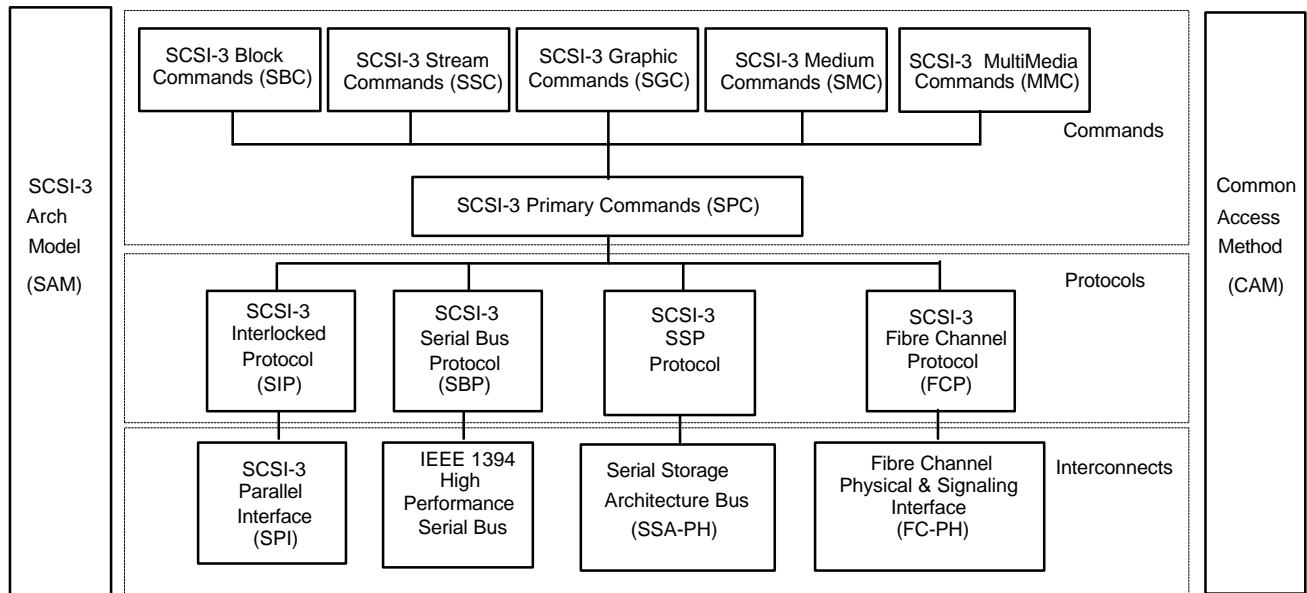 SCSI-3
Arch
Model
(SAM)
SCSI-3 Block
Commands (SBC)
SCSI-3 Stream
Commands (SSC)
SCSI-3 Graphic
Commands (SGC)
SCSI-3 Medium
Commands (SMC)
SCSI-3 MultiMedia
Commands (MMC)
Commands
SCSI-3 Primary Commands (SPC)
Protocols
SCSI-3
Interlocked
Protocol
(SIP)
SCSI-3
Serial Bus
Protocol
(SBP)
SCSI-3
SSP
Protocol
SCSI-3
Fibre Channel
Protocol
(FCP)
Interconnects
SCSI-3
Parallel
Interface
(SPI)
IEEE 1394
High
Performance
Serial Bus
Serial Storage
Architecture Bus
(SSA-PH)
Fibre Channel
Physical & Signaling
Interface
(FC-PH)
Common
Access
Method
(CAM)